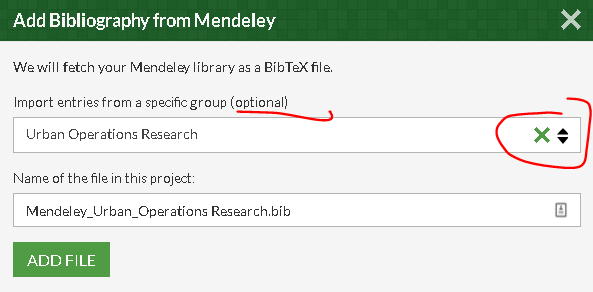 Add Bibliography from Mendeley
We will fetch your Mendeley library as a BibTeX file.
Import entries from a specific group (optional)
Urban Operations Research
Name of the file in this project:
Mendeley_Urban_Operations Research.bib
ADD FILE